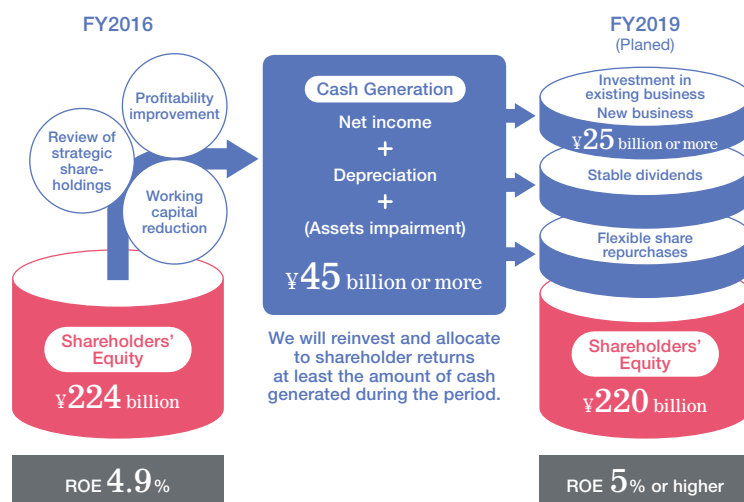 FY2016
Profitability
improvement
Review of
strategic
share-
holdings
Working
capital
reduction
Shareholders'
Equity
¥224 billion
ROE 4.9%
Cash Generation
Net income
+
Depreciation
+
(Assets impairment)
¥45 billion or more
We will reinvest and allocate
to shareholder returns
at least the amount of cash
generated during the period.
FY2019
(Planed)
Investment in
existing business
New business
¥25 billion or more
Stable dividends
Flexible share
repurchases
Shareholders'
Equity
¥220 billion
ROE 5% or higher